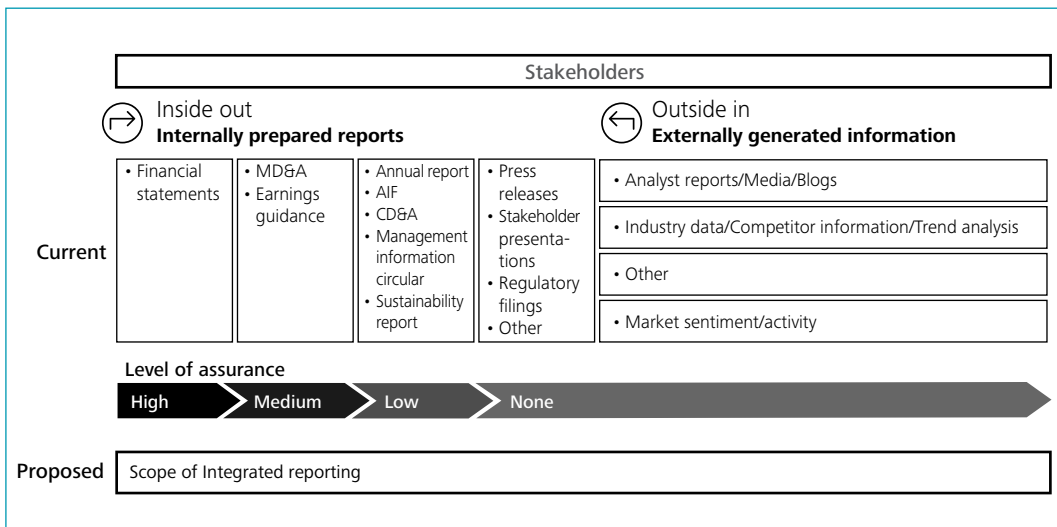 Stakeholders
Inside out
Internally prepared reports
Outside in
Externally generated information
Current
• Financial
statements
• MD&A
• Earnings
guidance
• Annual report
• AIF
• CD&A
• Management
information
circular
• Sustainability
report
• Press
releases
• Stakeholder
presenta-
tions
• Regulatory
filings
• Other
• Analyst reports/Media/Blogs
• Industry data/Competitor information/Trend analysis
• Other
• Market sentiment/activity
Level of assurance
High
Medium
Low
None
Proposed
Scope of Integrated reporting